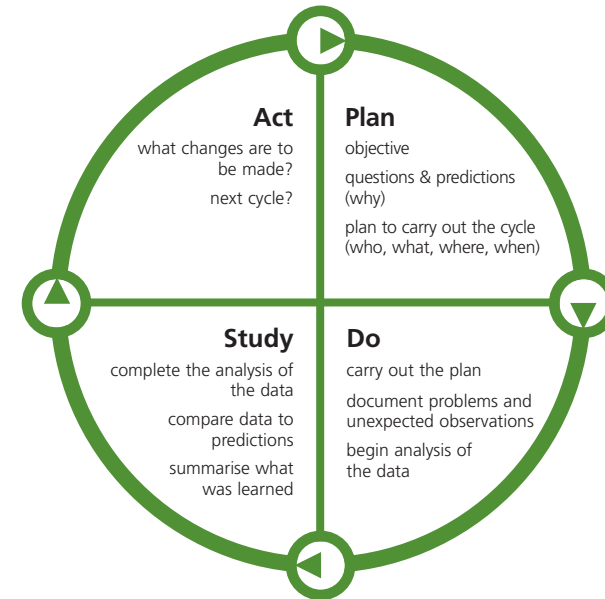 Act
what changes are to
be made?
next cycle?
Plan
objective
questions & predictions
(why)
plan to carry out the cycle
(who, what, where, when)
Study
complete the analysis of
the data
compare data to
predictions
summarise what
was learned
Do
carry out the plan
document problems and
unexpected observations
begin analysis of
the data